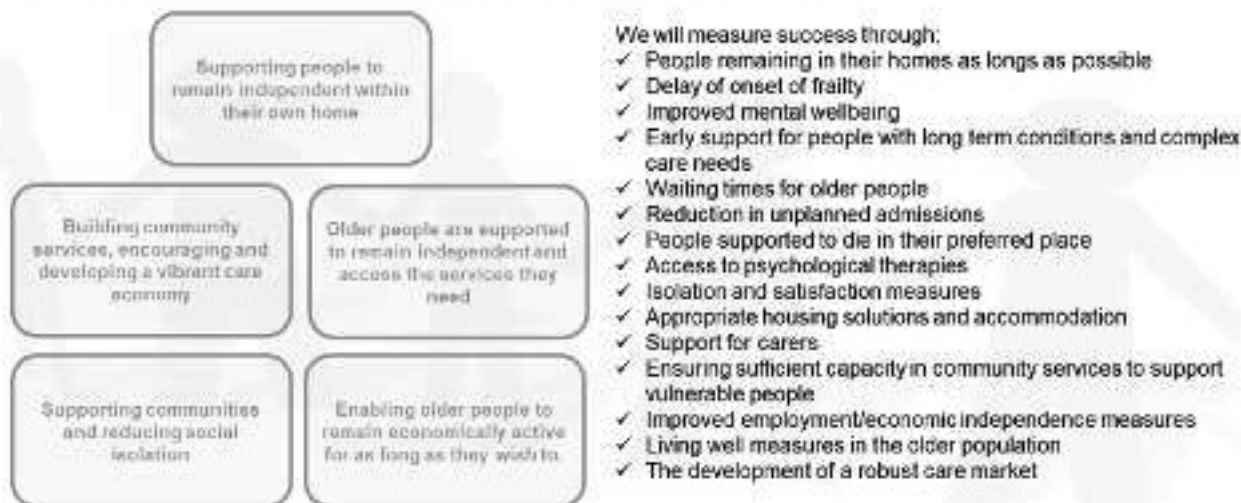 Supporting people to
remain independent within
their own home
Building community
services, encouraging and
developing a vibrant care
economy
Older people are supported
to remain independent and
access the services they
need
Supporting communities
and reducing social
isolation
Enabling older people to
remain economically active
for as long as they wish to.
We will measure success through:
✓ People remaining in their homes as longs as possible
✓ Delay of onset of frailty
✓ Improved mental wellbeing
✓ Early support for people with long term conditions and complex
care needs
✓ Waiting times for older people
✓ Reduction in unplanned admissions
✓ People supported to die in their preferred place
✓ Access to psychological therapies
✓ Isolation and satisfaction measures
✓ Appropriate housing solutions and accommodation
✓ Support for carers
✓ Ensuring sufficient capacity in community services to support
vulnerable people
✓ Improved employment/economic independence measures
✓ Living well measures in the older population
✓ The development of a robust care market